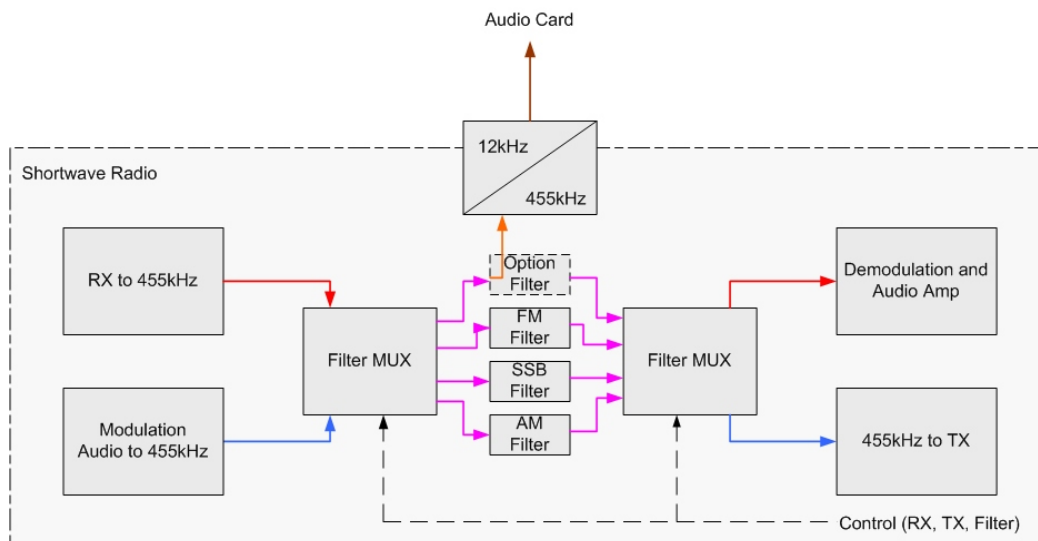 Audio Card
12kHz
455kHz
Shortwave Radio
RX to 455kHz
Option
Filter
Demodulation and
Audio Amp
FM
Filter
Filter MUX
Filter MUX
SSB
Filter
Modulation
Audio to 455kHz
AM
Filter
455kHz to TX
Control (RX, TX, Filter)